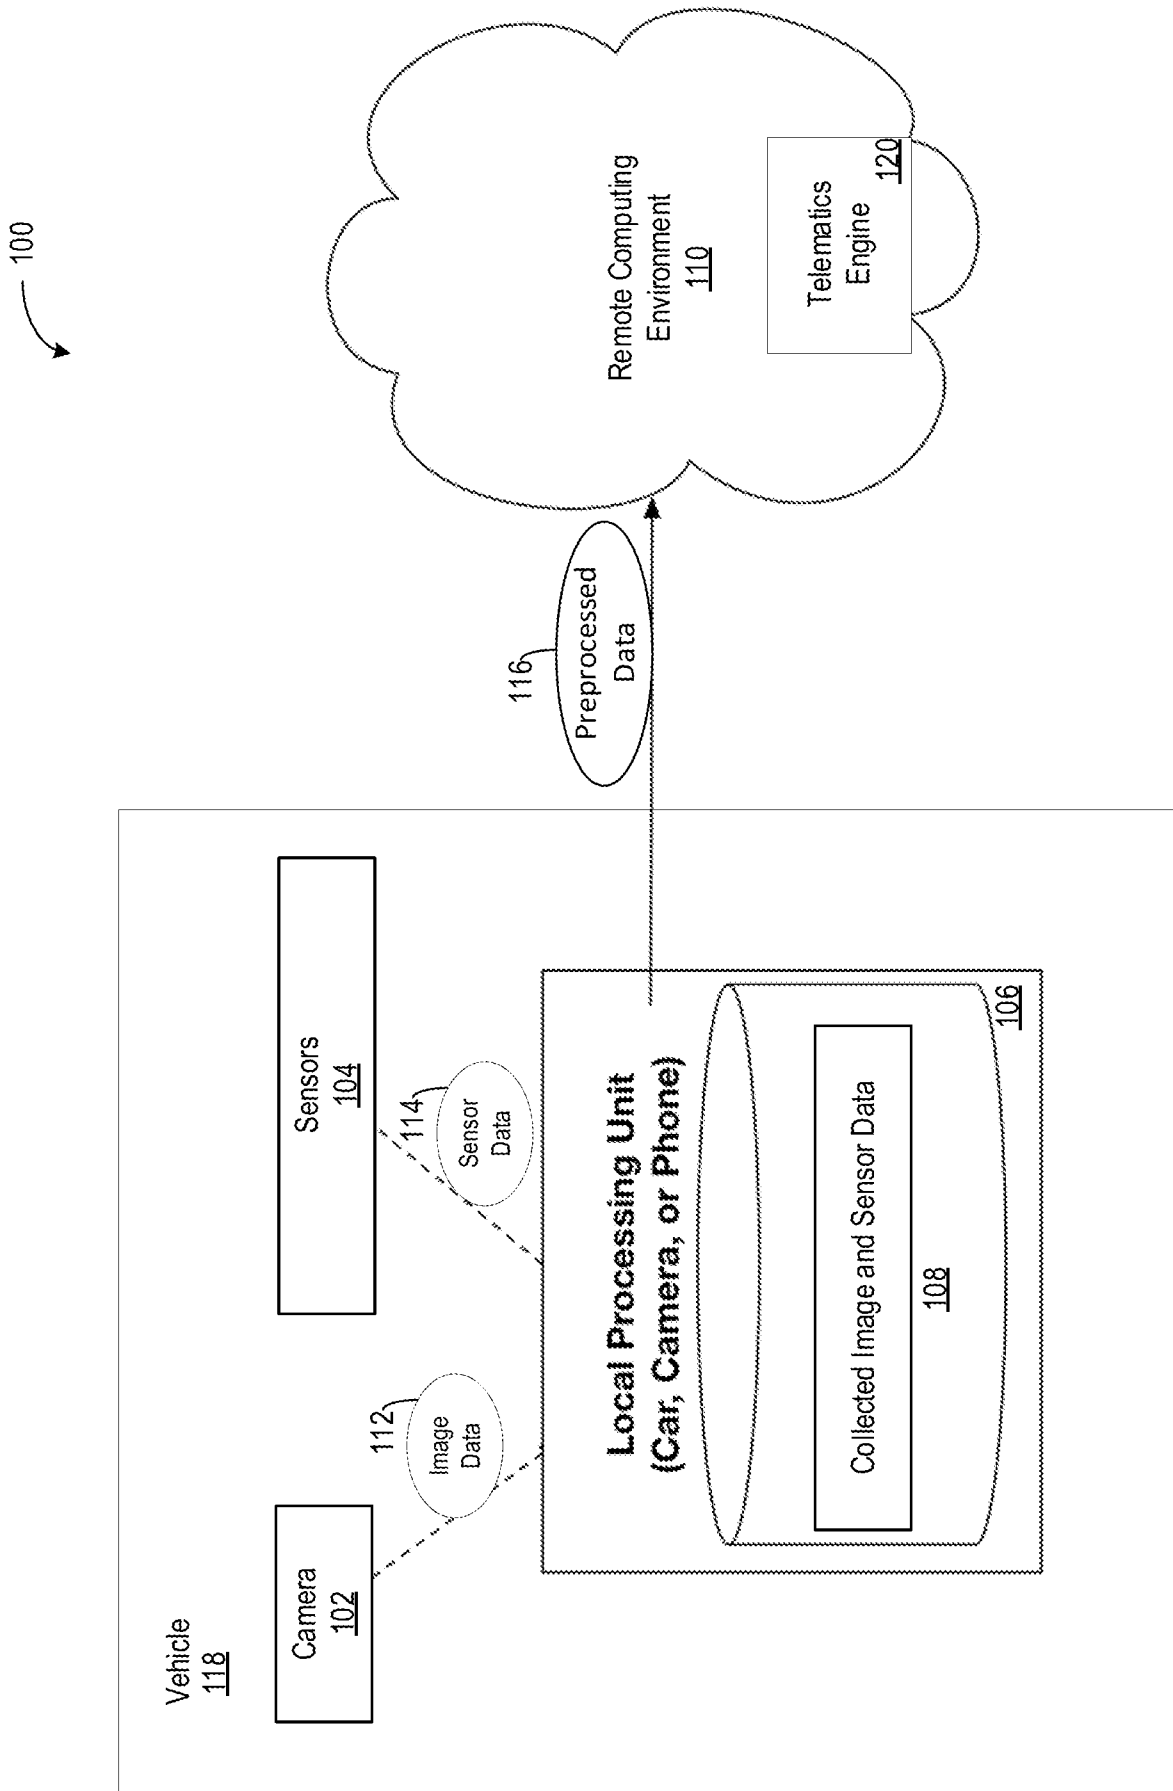 100
Vehicle
118
Camera
102
Sensors
104
112
Image
Data
114
Sensor
Data
Local Processing Unit
(Car, Camera, or Phone)
Collected Image and Sensor Data
108
106
116
Preprocessed
Data
Remote Computing
Environment
110
Telematics
Engine
120